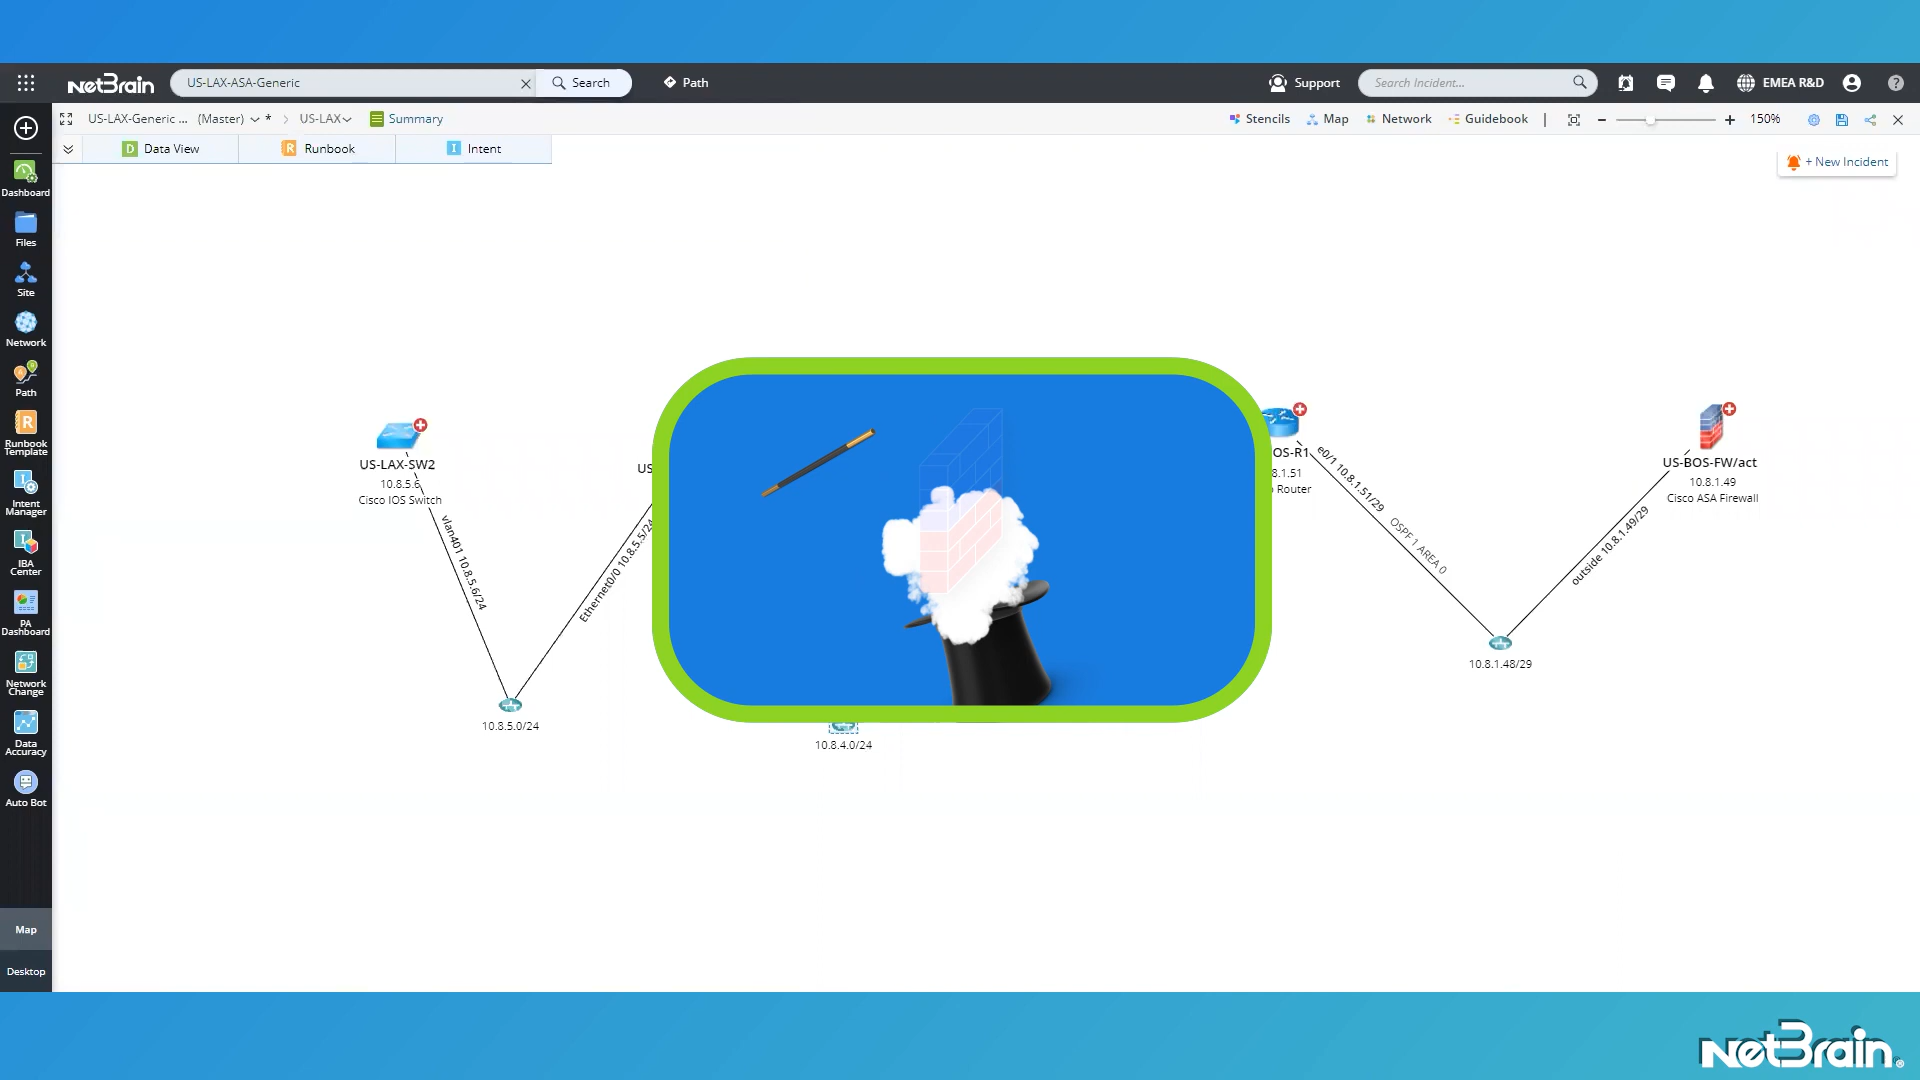 NetBrain
US-LAX-ASA-Generic
Search
Path
Support
Search Incident...
EMEA R&D
US-LAX-Generic ... (Master) * > US-LAX
Summary
Stencils
Map
Network
Guidebook
150%
D Data View
R Runbook
I Intent
+ New Incident
Dashboard
Files
Site
Network
Path
Runbook
Template
Intent
Manager
IBA
Center
PA
Dashboard
Network
Change
Data
Accuracy
Auto Bot
Map
Desktop
US-LAX-SW2
10.8.5.6
Cisco IOS Switch
vlan401 10.8.5.6/24
US
Ethernet0/0 10.8.5.5/24
10.8.5.0/24
10.8.4.0/24
OS-R1
8.1.51
Router
e0/1 10.8.1.51/29
OSPF 1 AREA 0
10.8.1.48/29
outside 10.8.1.49/29
US-BOS-FW/act
10.8.1.49
Cisco ASA Firewall
NetBrain®